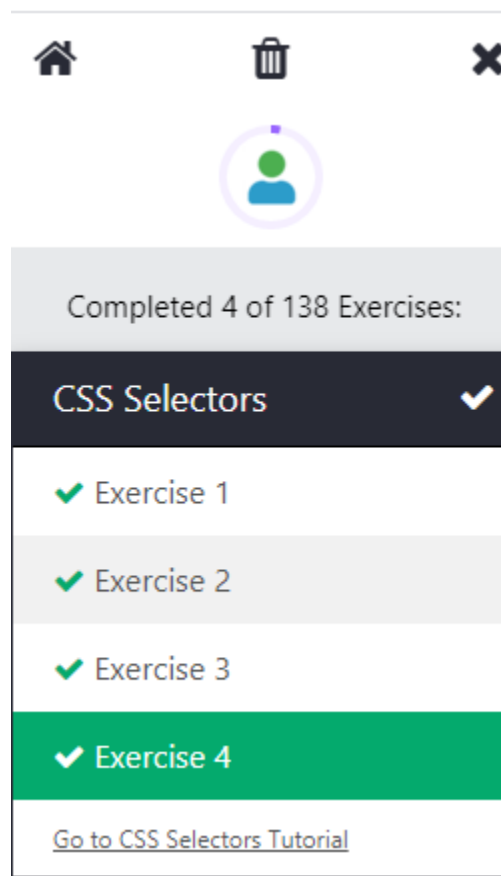 Completed 4 of 138 Exercises:
CSS Selectors
Exercise 1
Exercise 2
Exercise 3
Exercise 4
Go to CSS Selectors Tutorial